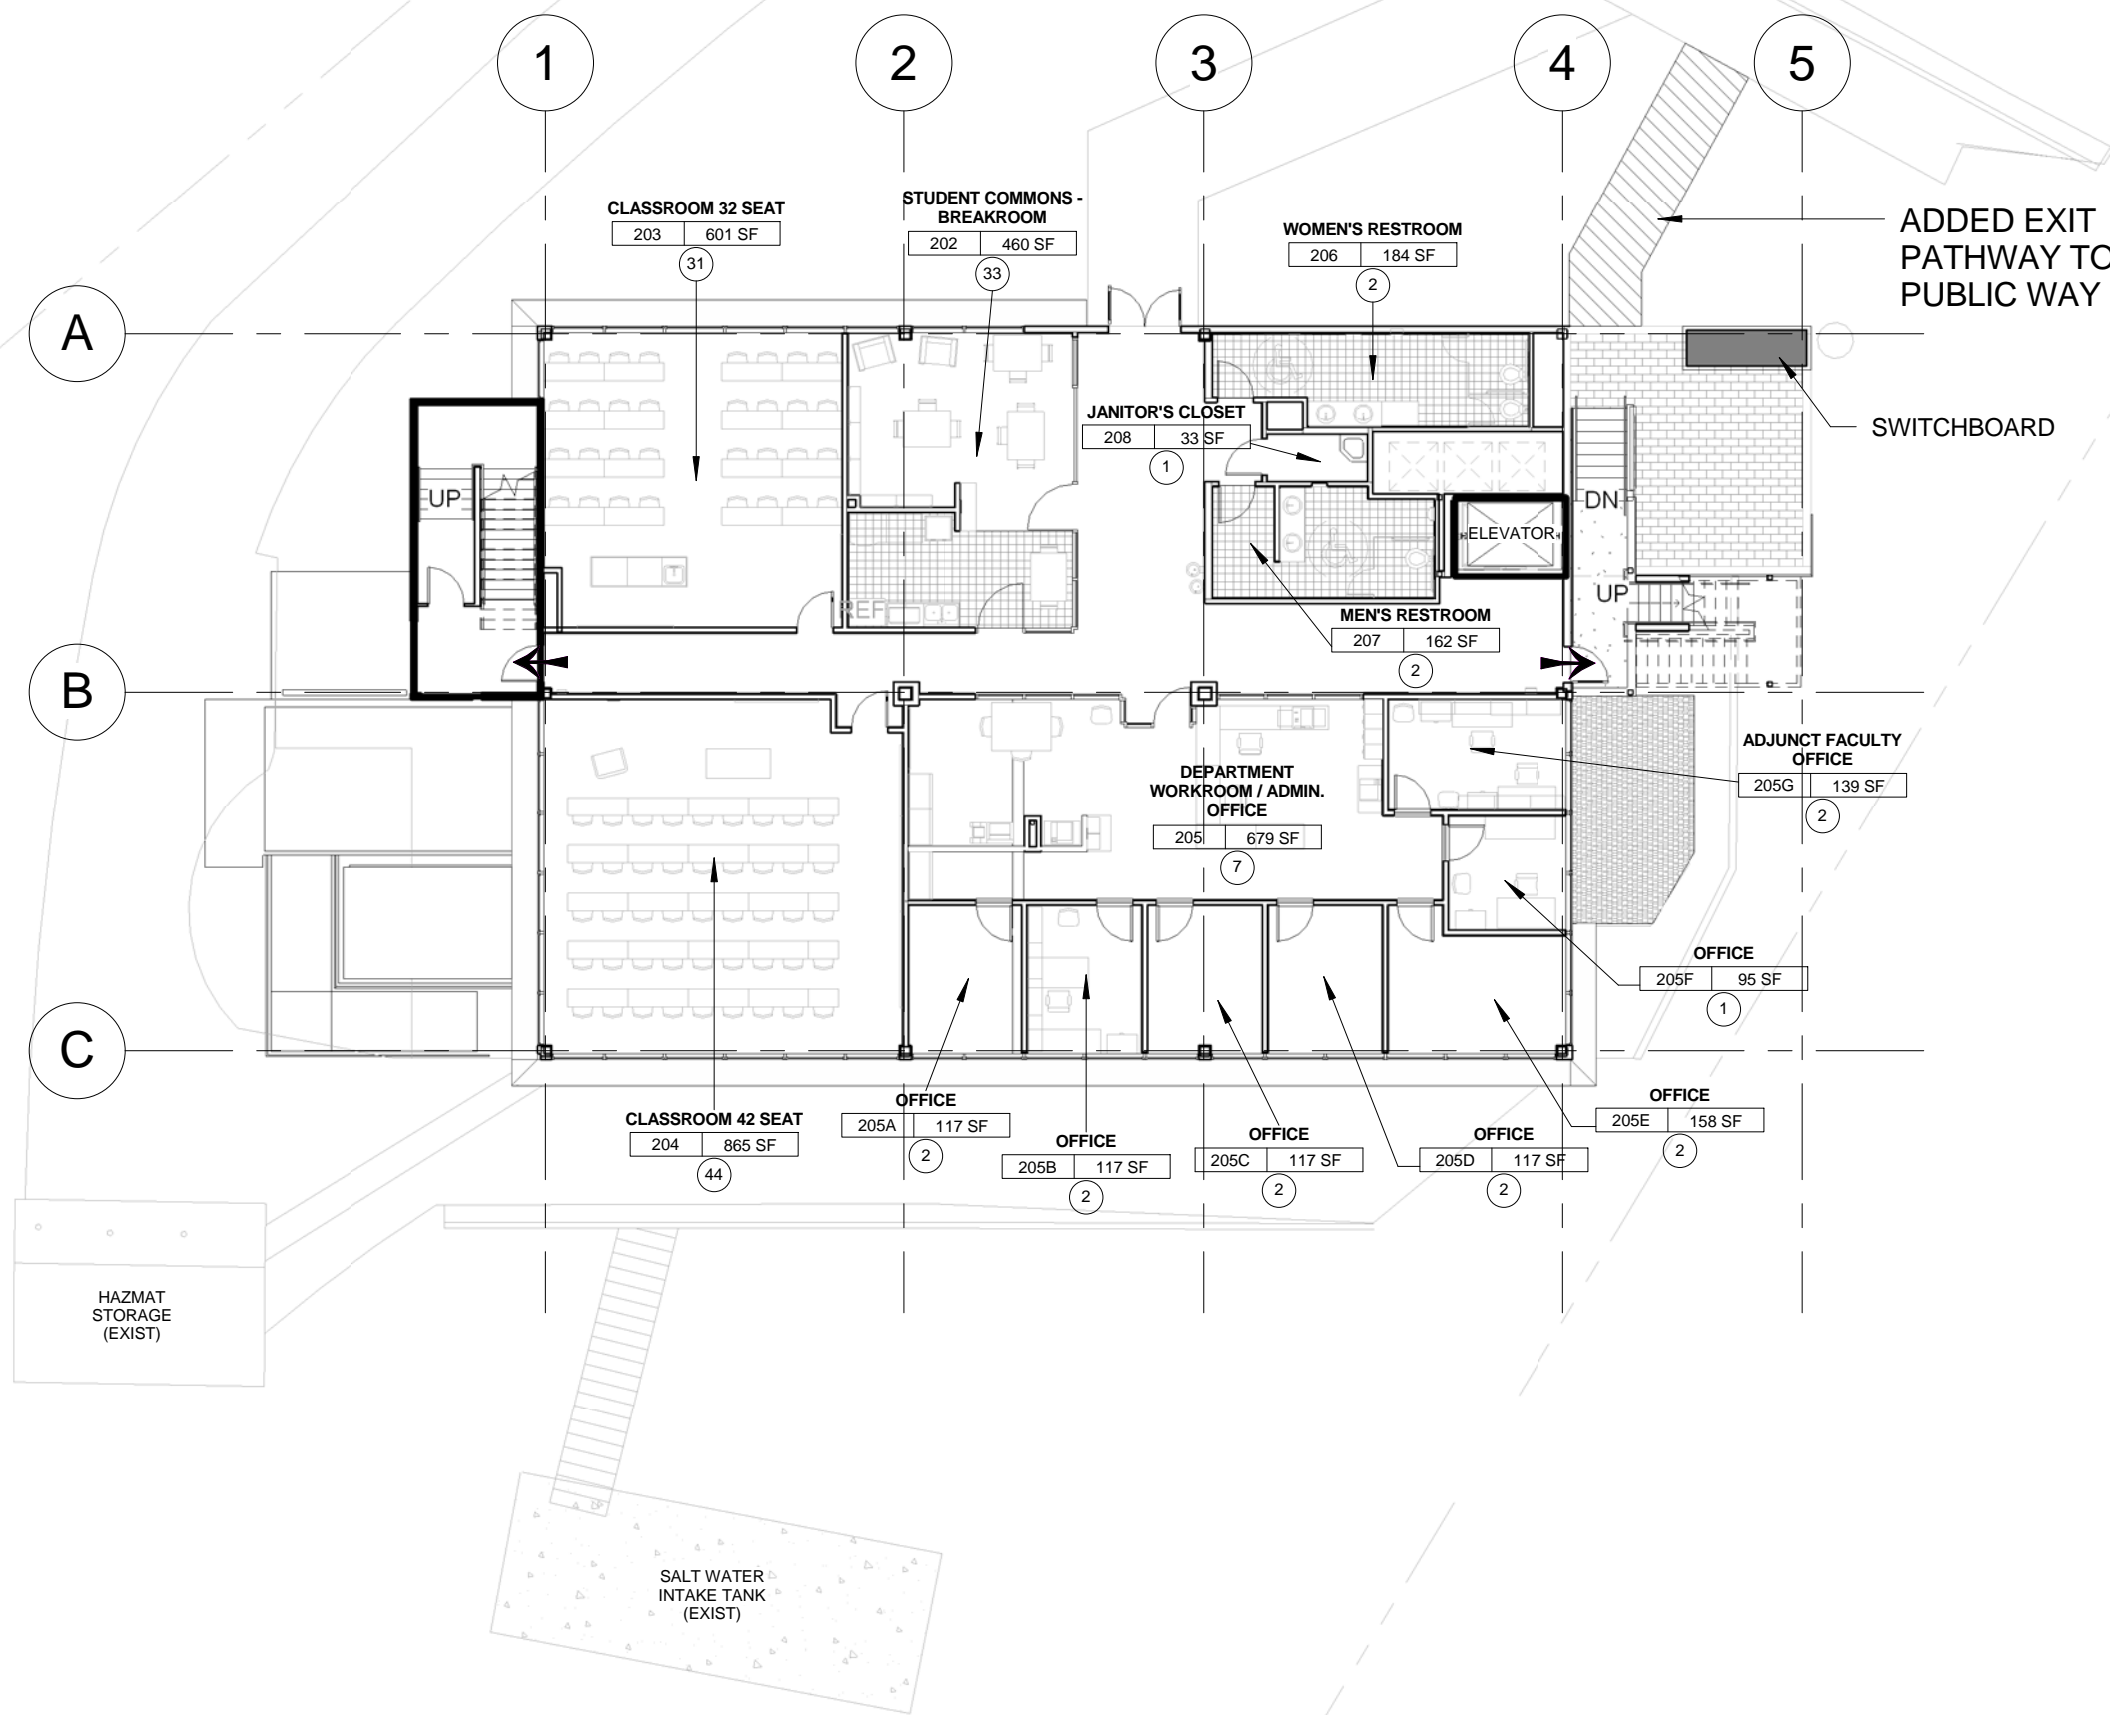 1
2
3
4
5
ADDED EXIT
PATHWAY TO
PUBLIC WAY
CLASSROOM 32 SEAT
203 601 SF
31
STUDENT COMMONS -
BREAKROOM
202 460 SF
33
WOMEN'S RESTROOM
206 184 SF
2
A
JANITOR'S CLOSET
208 33 SF
1
SWITCHBOARD
UP
DN
ELEVATOR
UP
REF
MEN'S RESTROOM
207 162 SF
2
B
DEPARTMENT
WORKROOM / ADMIN.
OFFICE
205 679 SF
7
ADJUNCT FACULTY
OFFICE
205G 139 SF
2
OFFICE
205F 95 SF
1
C
CLASSROOM 42 SEAT
204 865 SF
44
OFFICE
205A 117 SF
2
OFFICE
205B 117 SF
2
OFFICE
205C 117 SF
2
OFFICE
205D 117 SF
2
OFFICE
205E 158 SF
2
HAZMAT
STORAGE
(EXIST)
SALT WATER
INTAKE TANK
(EXIST)